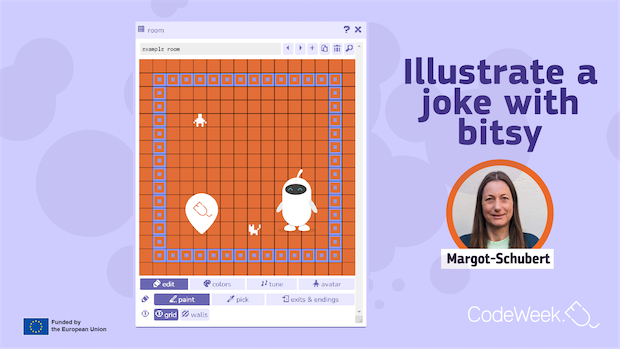 room
example room
edit
colors
tune
avatar
paint
pick
exits & endings
grid
walls
Illustrate a
joke with
bitsy
Margot-Schubert
Funded by
the European Union
CodeWeek.